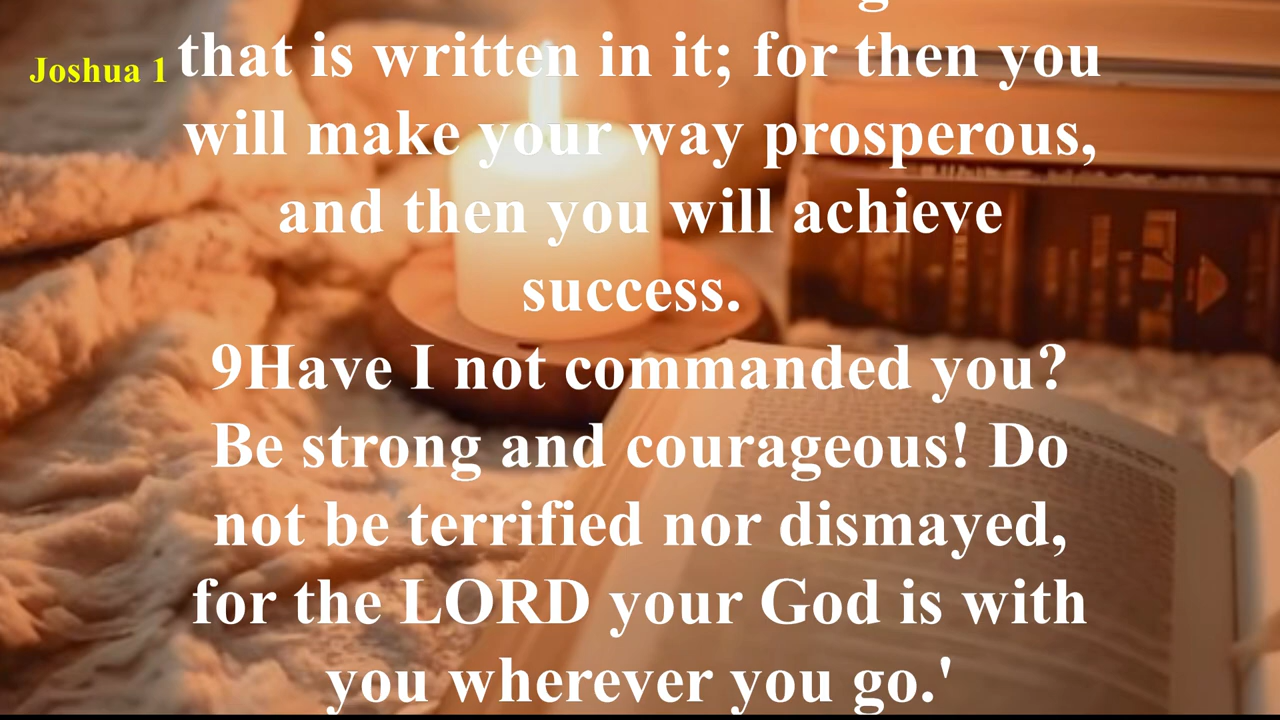 Joshua 1
that is written in it; for then you
will make your way prosperous,
and then you will achieve
success.
9Have I not commanded you?
Be strong and courageous! Do
not be terrified nor dismayed,
for the LORD your God is with
you wherever you go.'